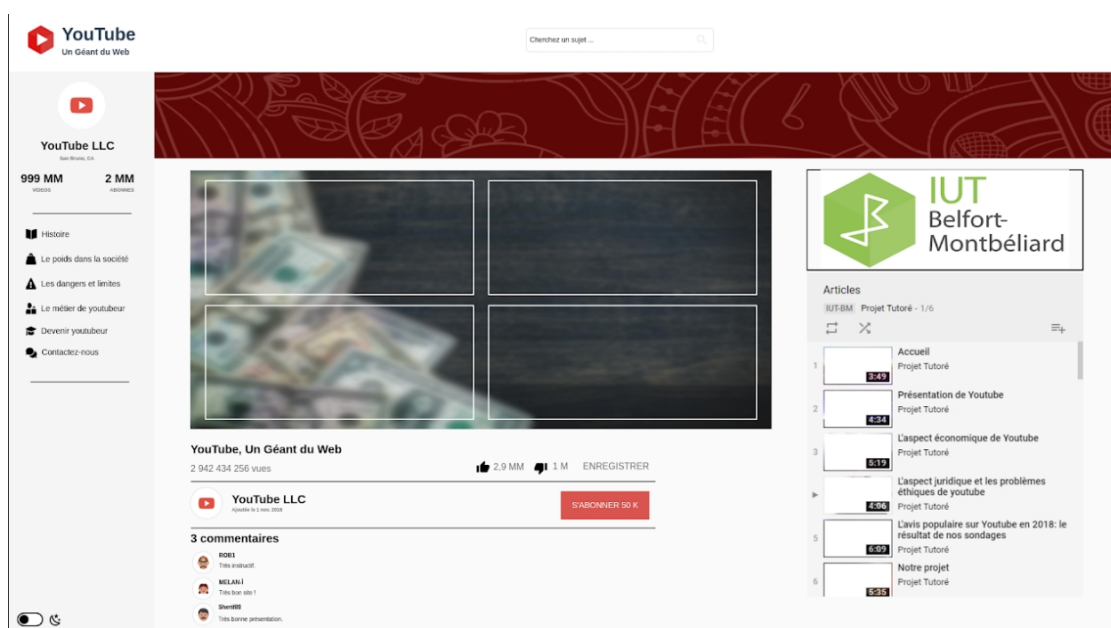 YouTube
Un Géant du Web
Cherchez un sujet ...
YouTube LLC
San Bruno, CA
999 MM
2 MM
VIDEOS
ABONNES
Histoire
Le poids dans la société
Les dangers et limites
Le métier de youtubeur
Devenir youtubeur
Contactez-nous
YouTube, Un Géant du Web
2 942 434 256 vues
2,9 MM
1 M
ENREGISTRER
YouTube LLC
Ajoutée le 1 nov. 2018
S'ABONNER 50 K
3 commentaires
ROB1
Très instructif.
MELAN-I
Très bon site !
Très bonne présentation.
IUT
Belfort-
Montbéliard
Articles
IUT-BM Projet Tutoré - 1/6
1
3:49
Accueil
Projet Tutoré
2
4:34
Présentation de Youtube
Projet Tutoré
3
5:19
L'aspect économique de Youtube
Projet Tutoré
4:06
L'aspect juridique et les problèmes
éthiques de youtube
Projet Tutoré
5
6:09
L'avis populaire sur Youtube en 2018: le
résultat de nos sondages
Projet Tutoré
6
5:35
Notre projet
Projet Tutoré